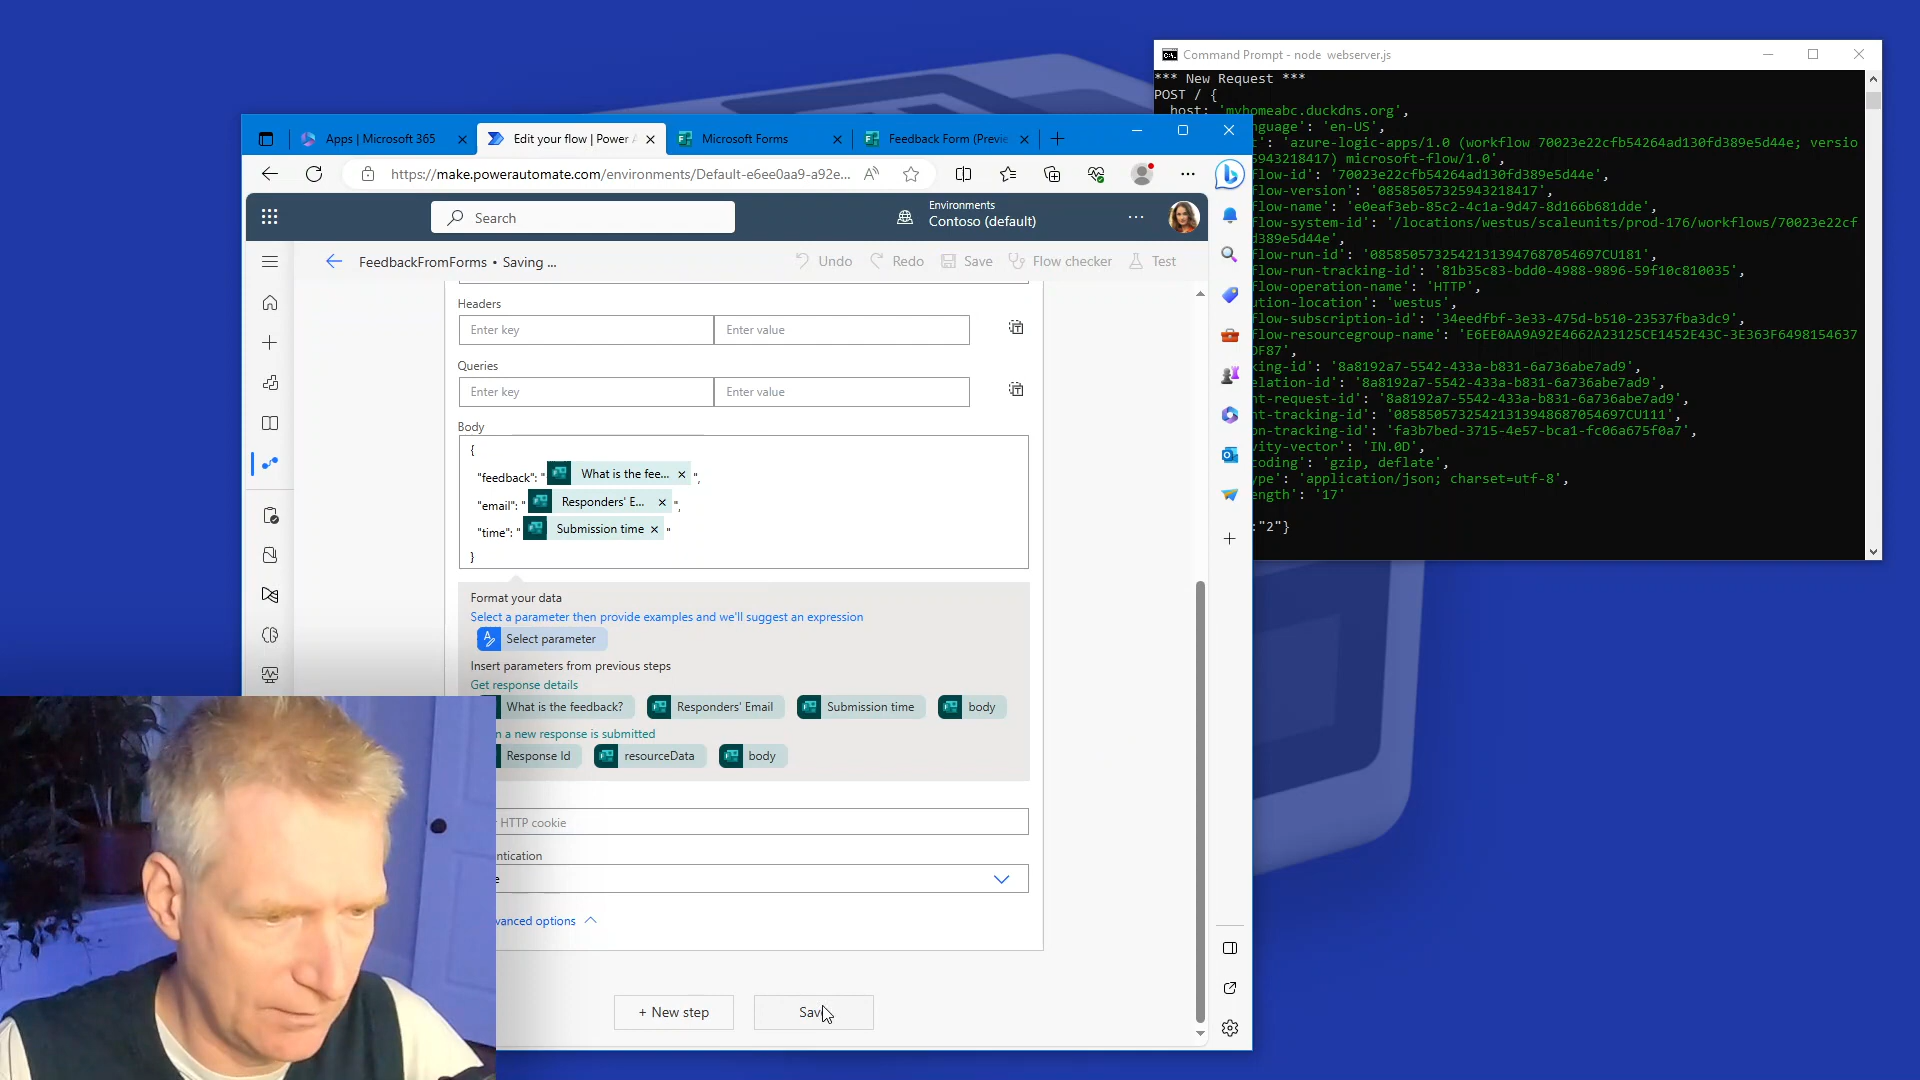 Command Prompt - node webserver.js
*** New Request ***
POST / {
host: 'myhomeabc.duckdns.org',
nguage': 'en-US',
t': 'azure-logic-apps/1.0 (workflow 70023e22cfb54264ad130fd389e5d44e; versio
5943218417) microsoft-flow/1.0',
flow-id': '70023e22cfb54264ad130fd389e5d44e',
flow-version': '08585057325943218417',
flow-name': 'e0eaf3eb-85c2-4c1a-9d47-8d166b681dde',
flow-system-id': '/locations/westus/scaleunits/prod-176/workflows/70023e22cf
d389e5d44e',
flow-run-id': '08585057325421313947687054697CU181',
flow-run-tracking-id': '81b35c83-bdd0-4988-9896-59f10c810035',
flow-operation-name': 'HTTP',
ution-location': 'westus',
flow-subscription-id': '34eedfbf-3e33-475d-b510-23537fba3dc9',
flow-resourcegroup-name': 'E6EE0AA9A92E4662A23125CE1452E43C-3E363F6498154637
DF87',
king-id': '8a8192a7-5542-433a-b831-6a736abe7ad9',
elation-id': '8a8192a7-5542-433a-b831-6a736abe7ad9',
nt-request-id': '8a8192a7-5542-433a-b831-6a736abe7ad9',
nt-tracking-id': '08585057325421313948687054697CU111',
on-tracking-id': 'fa3b7bed-3715-4e57-bca1-fc06a675f0a7',
vity-vector': 'IN.0D',
coding': 'gzip, deflate',
ype': 'application/json; charset=utf-8',
ength': '17'
:"2"}
Apps | Microsoft 365
Edit your flow | Power A
Microsoft Forms
Feedback Form (Previe
https://make.powerautomate.com/environments/Default-e6ee0aa9-a92e...
Search
Environments
Contoso (default)
FeedbackFromForms • Saving ...
Undo Redo Save Flow checker Test
Headers
Enter key Enter value
Queries
Enter key Enter value
Body
{
"feedback": " What is the fee... × ",
"email": " Responders' E... × ",
"time": " Submission time × "
}
Format your data
Select a parameter then provide examples and we'll suggest an expression
Select parameter
Insert parameters from previous steps
Get response details
What is the feedback? Responders' Email Submission time body
n a new response is submitted
Response Id resourceData body
HTTP cookie
ntication
e
vanced options
+ New step Save